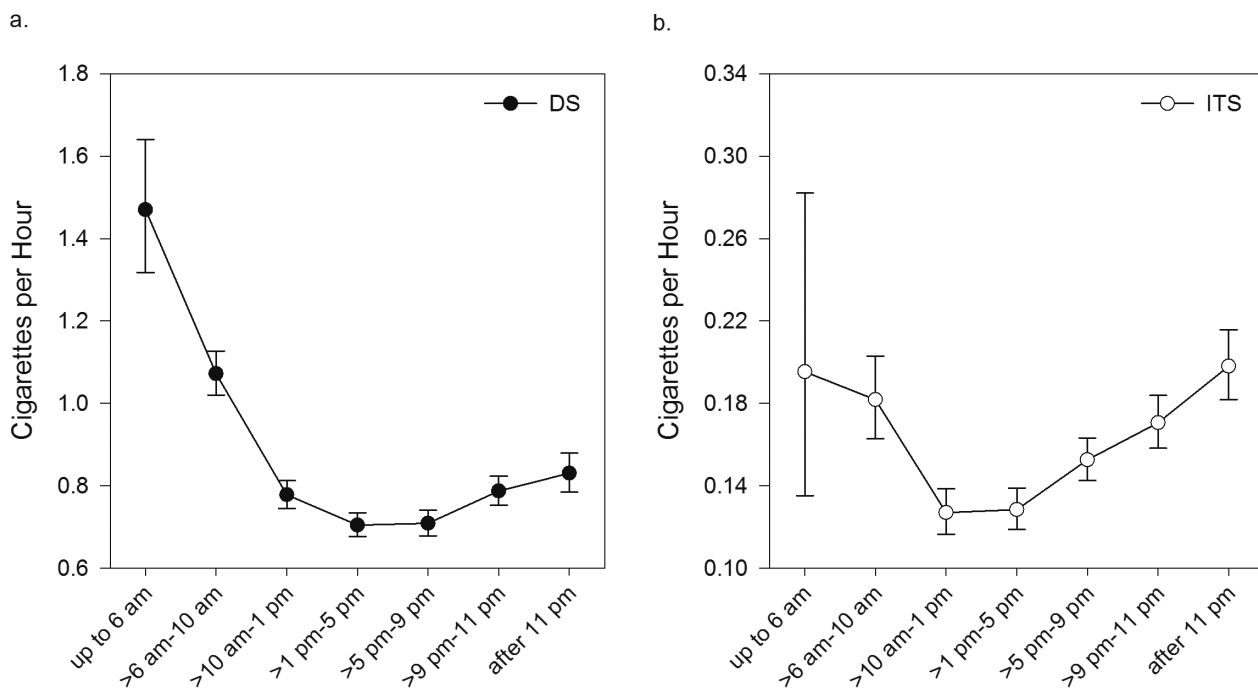 a.
DS
Cigarettes per Hour
1.8
1.6
1.4
1.2
1.0
0.8
0.6
up to 6 am
>6 am-10 am
>10 am-1 pm
>1 pm-5 pm
>5 pm-9 pm
>9 pm-11 pm
after 11 pm
b.
ITS
Cigarettes per Hour
0.34
0.30
0.26
0.22
0.18
0.14
0.10
up to 6 am
>6 am-10 am
>10 am-1 pm
>1 pm-5 pm
>5 pm-9 pm
>9 pm-11 pm
after 11 pm